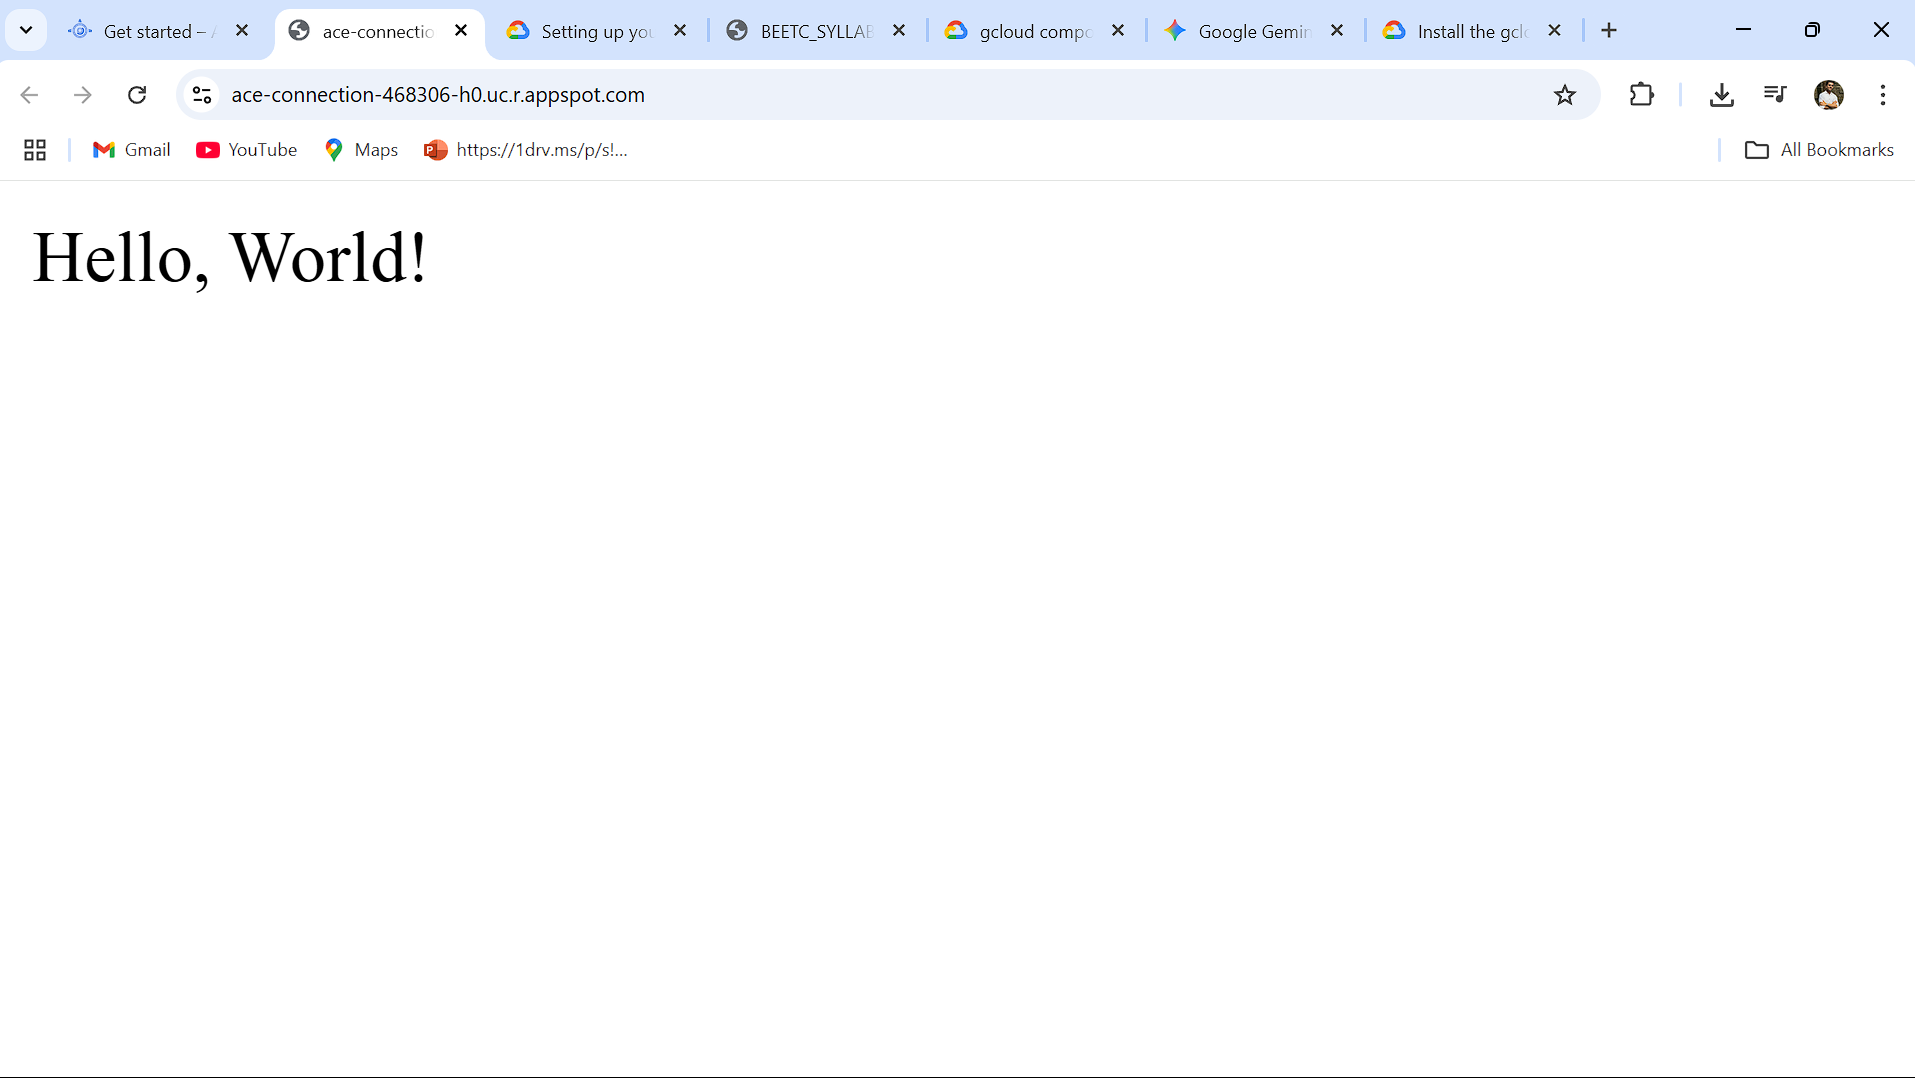 Get started – 
ace-connectio
Setting up you
BEETC_SYLLAB
gcloud compo
Google Gemin
Install the gclo
ace-connection-468306-h0.uc.r.appspot.com
Gmail
YouTube
Maps
https://1drv.ms/p/s!...
All Bookmarks
Hello, World!